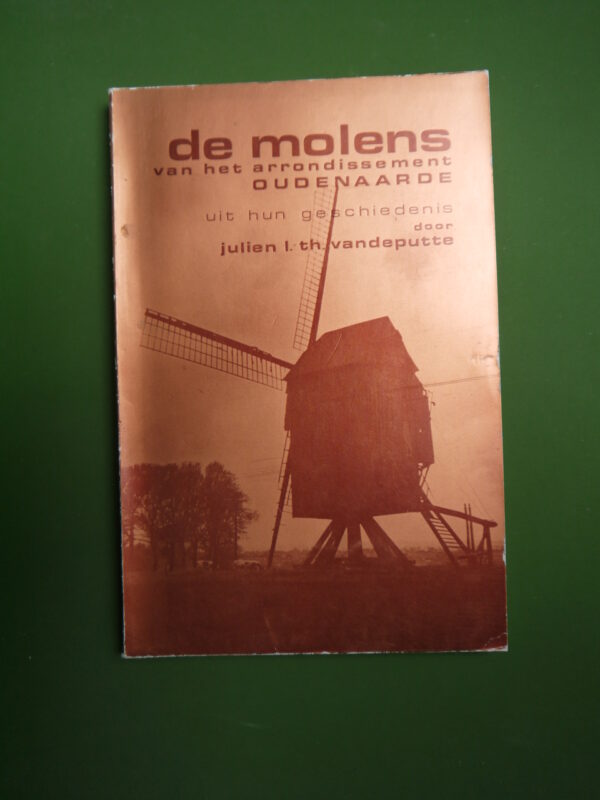 de molens
van het arrondissement
OUDENAARDE
uit hun geschiedenis
door
julien l. th. vandeputte